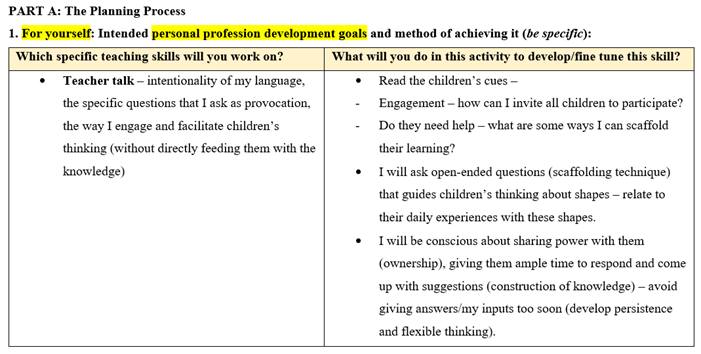 PART A: The Planning Process
1. For yourself: Intended personal profession development goals and method of achieving it (be specific):
Which specific teaching skills will you work on?
What will you do in this activity to develop/fine tune this skill?
• Teacher talk – intentionality of my language,
the specific questions that I ask as provocation,
the way I engage and facilitate children's
thinking (without directly feeding them with the
knowledge)
• Read the children's cues –
- Engagement – how can I invite all children to participate?
- Do they need help – what are some ways I can scaffold
their learning?
• I will ask open-ended questions (scaffolding technique)
that guides children's thinking about shapes – relate to
their daily experiences with these shapes.
• I will be conscious about sharing power with them
(ownership), giving them ample time to respond and come
up with suggestions (construction of knowledge) – avoid
giving answers/my inputs too soon (develop persistence
and flexible thinking).